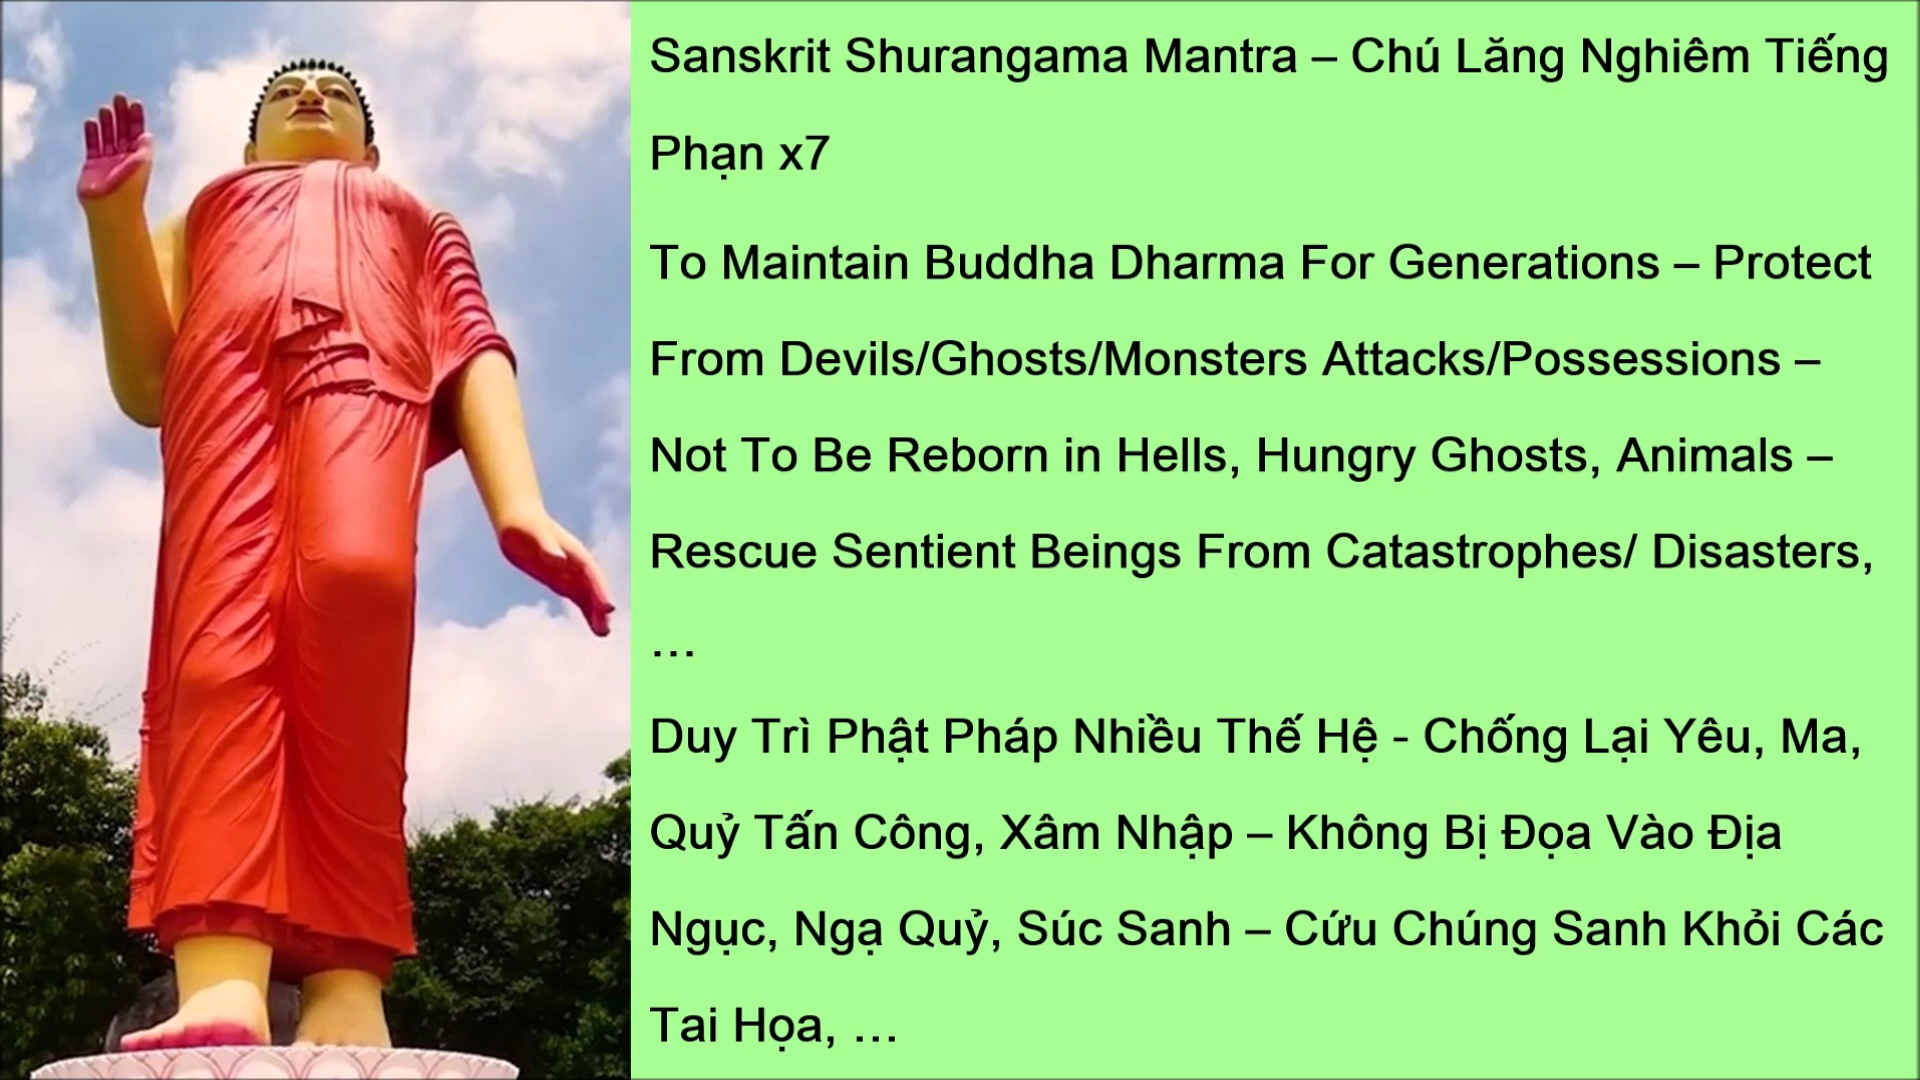 Sanskrit Shurangama Mantra – Chú Lăng Nghiêm Tiếng
Phạn x7
To Maintain Buddha Dharma For Generations – Protect
From Devils/Ghosts/Monsters Attacks/Possessions –
Not To Be Reborn in Hells, Hungry Ghosts, Animals –
Rescue Sentient Beings From Catastrophes/ Disasters,
…
Duy Trì Phật Pháp Nhiều Thế Hệ - Chống Lại Yêu, Ma,
Quỷ Tấn Công, Xâm Nhập – Không Bị Đọa Vào Địa
Ngục, Ngạ Quỷ, Súc Sanh – Cứu Chúng Sanh Khỏi Các
Tai Họa, …